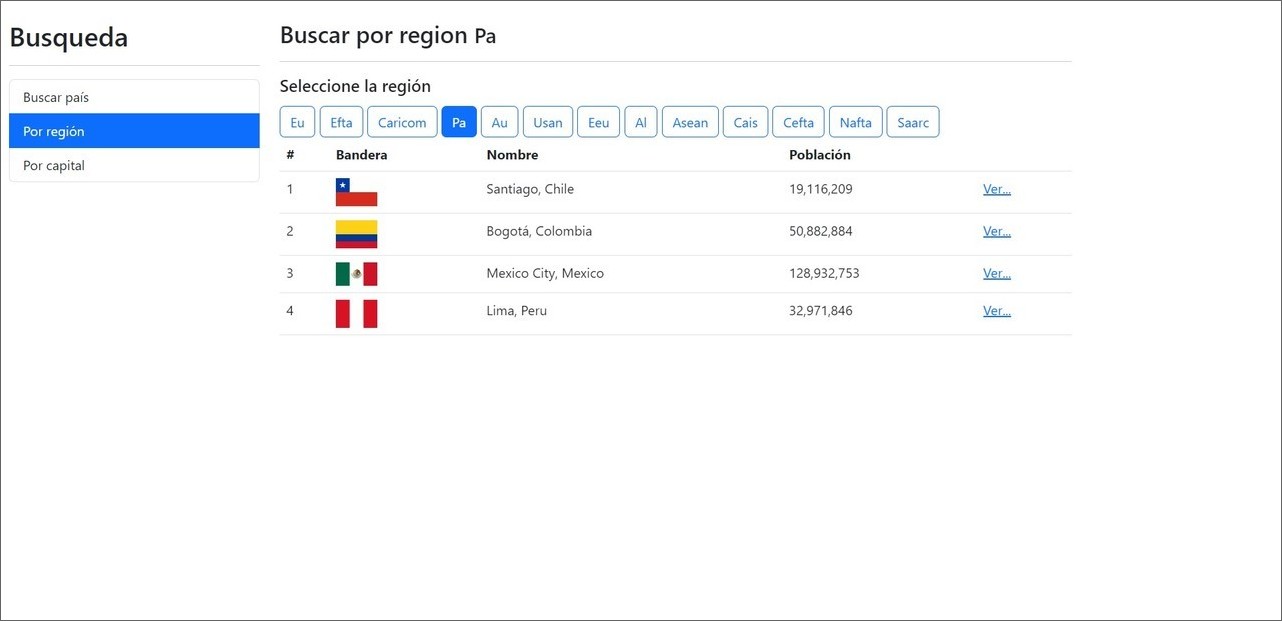 Busqueda
Buscar país
Por región
Por capital
Buscar por region Pa
Seleccione la región
Eu Efta Caricom Pa Au Usan Eeu Al Asean Cais Cefta Nafta Saarc
# Bandera Nombre Población
1 Santiago, Chile 19,116,209 Ver...
2 Bogotá, Colombia 50,882,884 Ver...
3 Mexico City, Mexico 128,932,753 Ver...
4 Lima, Peru 32,971,846 Ver...